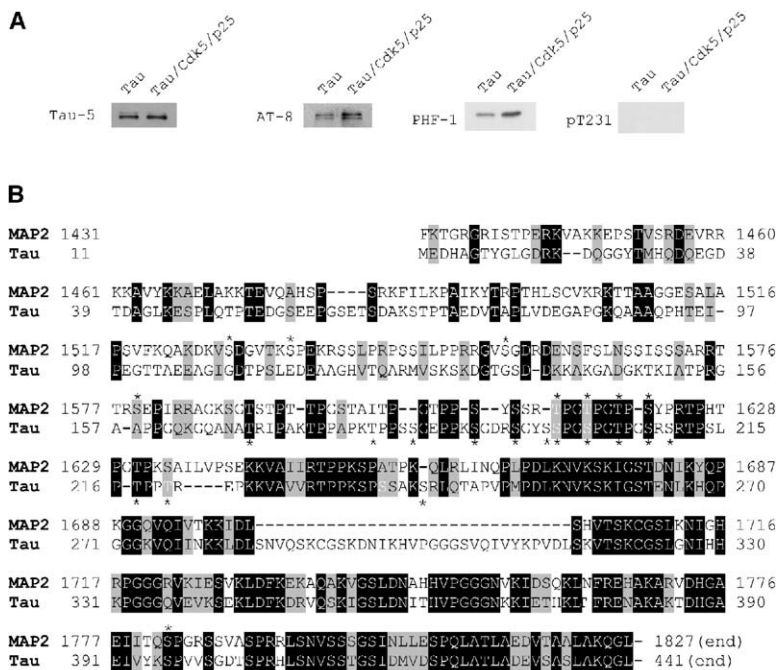 A
Tau Tau/Cdk5/p25 Tau Tau/Cdk5/p25 Tau Tau/Cdk5/p25 Tau Tau/Cdk5/p25
Tau-5 AT-8 PHF-1 pT231
B
MAP2 1431 FKTGRGRISTPERKVAKKEPSTVSRDEVRR 1460
Tau 11 MEDHAGTYGLGDRK--DQGGYTMHQDQEGD 38
MAP2 1461 KKAVYKKAELAKKTEVQAHSP----SRKFILKPAIKYTRPTHLSCVKRKTTAAGGESALA 1516
Tau 39 TDAGLKESPLQTPTEDGSEEPGSETSDAKSTPTAEDVTAPLVDEGAPGKQAAAQPHTEI- 97
* * *
MAP2 1517 PSVFKQAKDKVSDGVTKSPEKRSSLPRPSSILPPRRGVSGDRDENSFSLNSSISSSARRT 1576
Tau 98 PEGTTAEEAGIGDTPSLEDEAAGHVTQARMVSKSKDGTGSD-KKAKGADGKTKIATPRG 156
* * * * *
MAP2 1577 TRSEPIRRAGKSGTSTPT-TPGSTAITP--GTPP-SYSSR-TPGTPGTP-SYPRTPHT 1628
Tau 157 A-APPGQKGQANATRIPAKTPPAPKTPPSSGEPPKSGDRSGYSSPGSPGTPGSRSRTPSL 215
* * * * * * * * *
MAP2 1629 PGTPKSAILVPSEKKVAIIRTPPKSPATPK-QLRLINQPLPDLKNVKSKIGSTDNIKYQP 1687
Tau 216 PTPPTR----EPKKVAVVRTPPKSPSSAKSRLQTAPVPMPDLKNVKSKIGSTENLKHQP 270
* * *
MAP2 1688 KGGQVQIVTKKIDL-------------------------------SHVTSKCGSLKNIGH 1716
Tau 271 GGGKVQIINKKLDLSNVQSKCGSKDNIKHVPGGGSVQIVYKPVDLSKVTSKCGSLGNIHH 330
MAP2 1717 RPGGGRVKIESVKLDFKEKAQAKVGSLDNAHHVPGGGNVKIDSQKLNFREHAKARVDHGA 1776
Tau 331 KPGGGQVEVKSEKLDFKDRVQSKIGSLDNITHVPGGGNKKIETHKLTFRENAKAKTDHGA 390
*
MAP2 1777 EIITQSPGRSSVASPRRLSNVSSSGSINLLESPQLATLAEDVTAALAKQGL- 1827(end)
Tau 391 EIVYKSPVVSGDTSPRHLSNVSSTGSIDMVDSPQLATLADEVSASLAKQGL- 441(end)